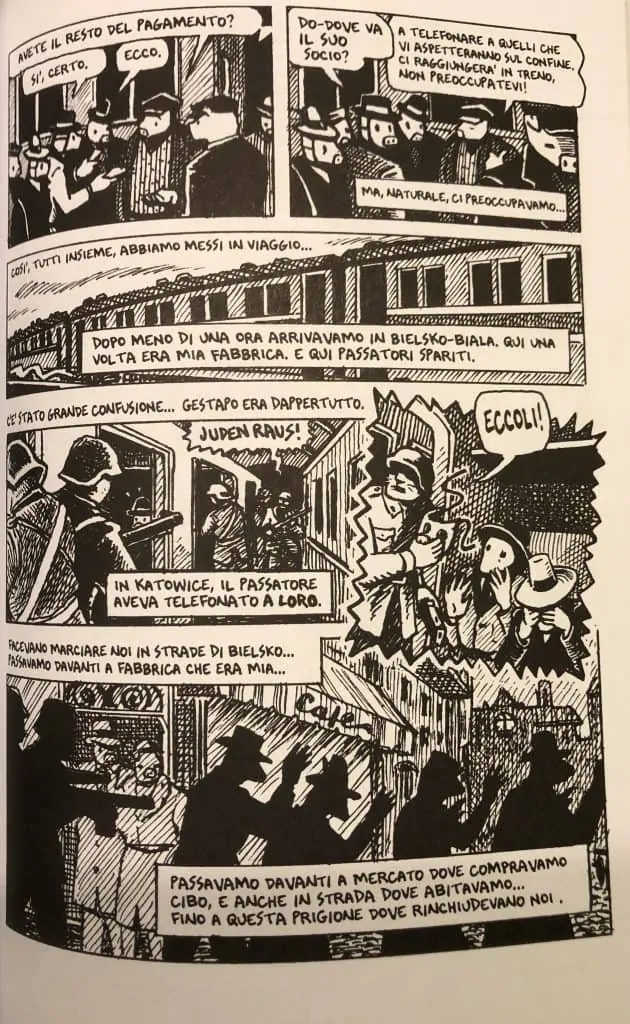 AVETE IL RESTO DEL PAGAMENTO?
SI', CERTO.
ECCO.
DO-DOVE VA
IL SUO
SOCIO?
A TELEFONARE A QUELLI CHE
VI ASPETTERANNO SUL CONFINE.
CI RAGGIUNGERA' IN TRENO,
NON PREOCCUPATEVI!
MA, NATURALE, CI PREOCCUPAVAMO...
COSI', TUTTI INSIEME, ABBIAMO MESSI IN VIAGGIO...
DOPO MENO DI UNA ORA ARRIVAVAMO IN BIELSKO-BIALA. QUI UNA
VOLTA ERA MIA FABBRICA. E QUI PASSATORI SPARITI.
C'E' STATO GRANDE CONFUSIONE... GESTAPO ERA DAPPERTUTTO.
JUDEN RAUS!
ECCOLI!
IN KATOWICE, IL PASSATORE
AVEVA TELEFONATO A LORO.
FACEVANO MARCIARE NOI IN STRADE DI BIELSKO...
PASSAVAMO DAVANTI A FABBRICA CHE ERA MIA...
PASSAVAMO DAVANTI A MERCATO DOVE COMPRAVAMO
CIBO, E ANCHE IN STRADA DOVE ABITAVAMO...
FINO A QUESTA PRIGIONE DOVE RINCHIUDEVANO NOI.